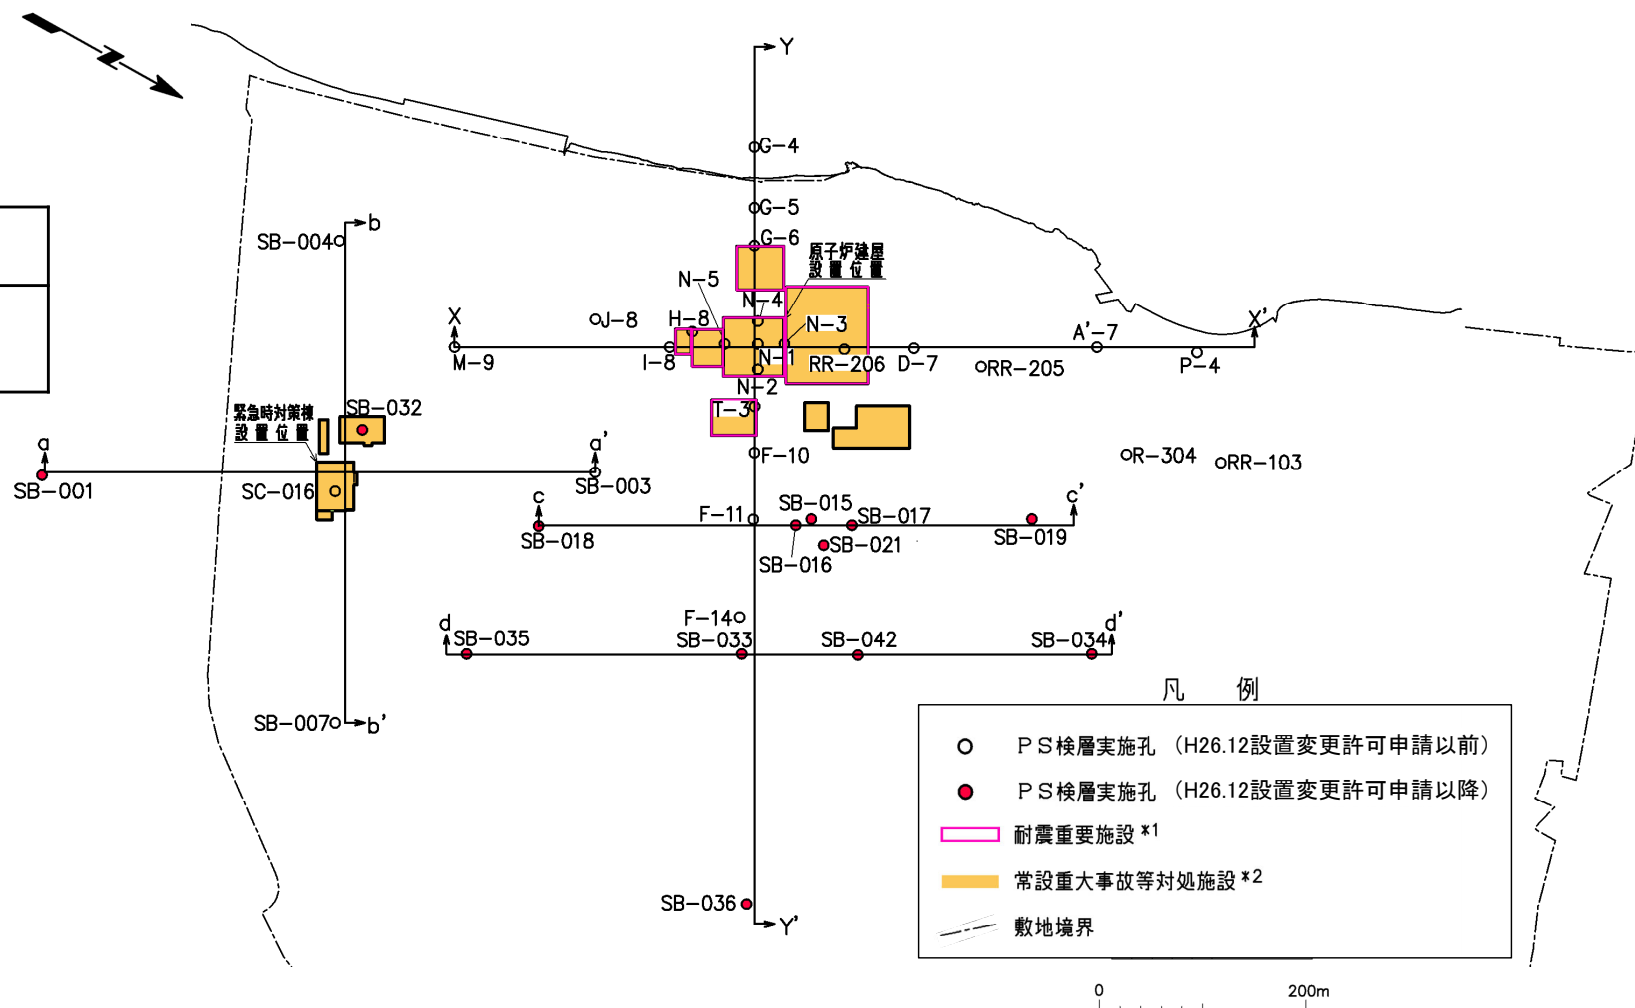 Y
G-4
G-5
b
SB-004
G-6
原子炉建屋
設置位置
N-5
N-4
X
J-8
H-8
N-3
A'-7
X'
M-9
I-8
N-1
RR-206
D-7
RR-205
P-4
N-2
緊急時対策棟
設置位置
SB-032
T-3
a
a'
F-10
R-304
RR-103
SB-001
SC-016
SB-003
c
SB-015
c'
F-11
SB-017
SB-018
SB-021
SB-019
SB-016
F-14
d
d'
SB-035
SB-033
SB-042
SB-034
SB-007
b'
SB-036
Y'
凡 例
PS検層実施孔 (H26.12設置変更許可申請以前)
PS検層実施孔 (H26.12設置変更許可申請以降)
耐震重要施設*1
常設重大事故等対処施設*2
敷地境界
0 200m